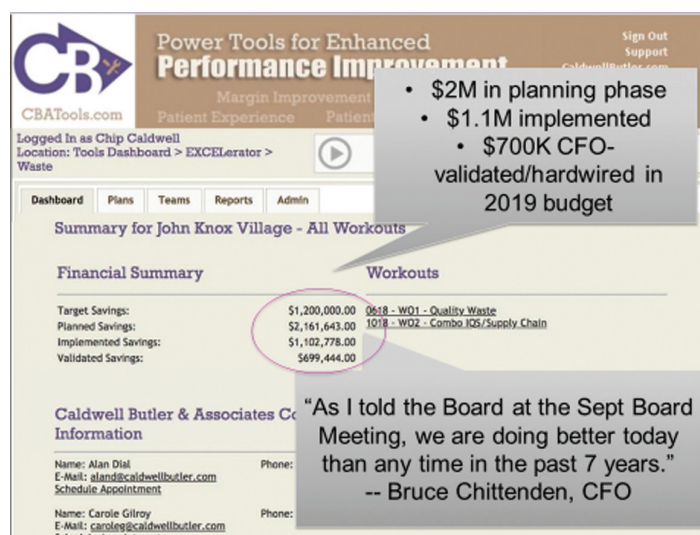 CB
CBATools.com
Power Tools for Enhanced
Performance Improvement
Margin Improvement
Patient Experience Patient
Sign Out
Support
CaldwellButler.com
Logged In as Chip Caldwell
Location: Tools Dashboard > EXCELerator >
Waste
• $2M in planning phase
• $1.1M implemented
• $700K CFO-
validated/hardwired in
2019 budget
Dashboard Plans Teams Reports Admin
Summary for John Knox Village - All Workouts
Financial Summary
Workouts
Target Savings: $1,200,000.00
Planned Savings: $2,161,643.00
Implemented Savings: $1,102,778.00
Validated Savings: $699,444.00
0618 - WO1 - Quality Waste
1018 - WO2 - Combo IQS/Supply Chain
Caldwell Butler & Associates Co
Information
Name: Alan Dial Phone:
E-Mail: aland@caldwellbutler.com
Schedule Appointment
Name: Carole Gilroy Phone:
E-Mail: caroleg@caldwellbutler.com
“As I told the Board at the Sept Board
Meeting, we are doing better today
than any time in the past 7 years.”
-- Bruce Chittenden, CFO